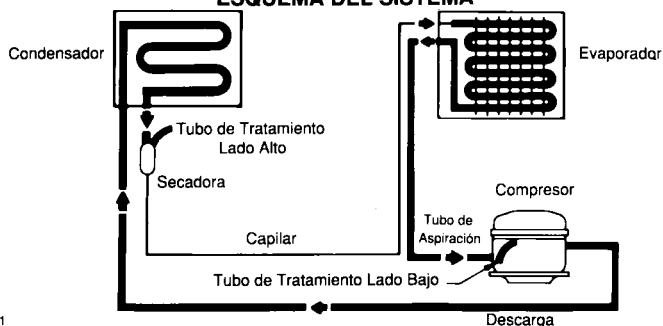 ESQUEMA DEL SISTEMA
Condensador
Evaporador
Tubo de Tratamiento
Lado Alto
Secadora
Compresor
Tubo de
Aspiración
Capilar
Tubo de Tratamiento Lado Bajo
Descarga
1